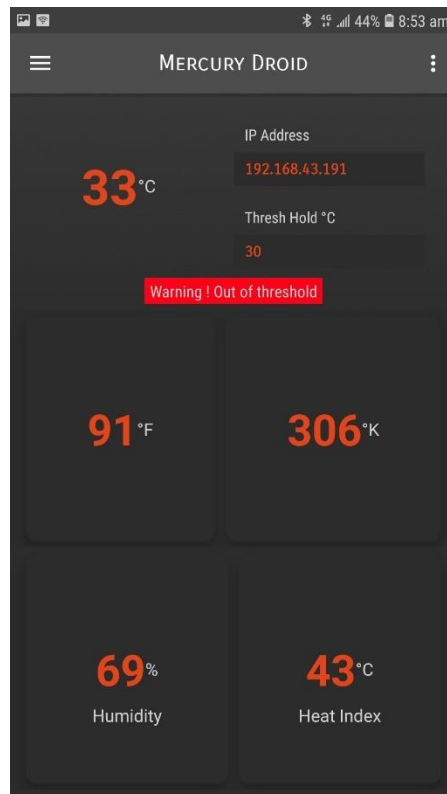 4G 44% 8:53 am
Mercury Droid
IP Address
33°C
192.168.43.191
Thresh Hold °C
30
Warning ! Out of threshold
91°F
306°K
69%
43°C
Humidity
Heat Index